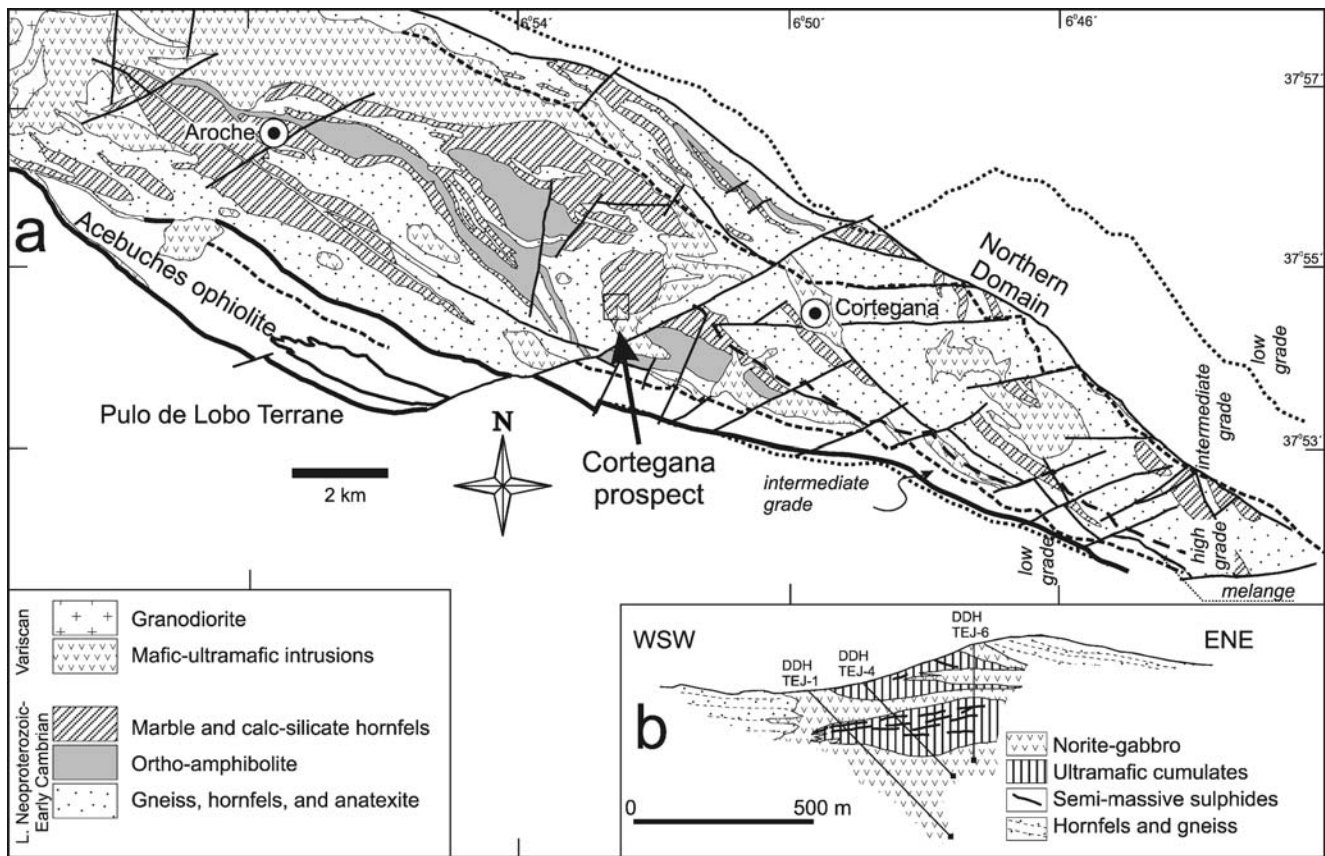 6°54´
6°50´
6°46´
37°57´
Aroche
a
Acebuches ophiolite
Northern
Domain
37°55´
Cortegana
low
grade
Pulo de Lobo Terrane
N
2 km
Cortegana
prospect
intermediate
grade
intermediate
grade
37°53´
high
grade
low
grade
melange
Variscan
Granodiorite
Mafic-ultramafic intrusions
L. Neoproterozoic-
Early Cambrian
Marble and calc-silicate hornfels
Ortho-amphibolite
Gneiss, hornfels, and anatexite
WSW
DDH
TEJ-1
DDH
TEJ-4
DDH
TEJ-6
ENE
b
Norite-gabbro
Ultramafic cumulates
Semi-massive sulphides
Hornfels and gneiss
0
500 m